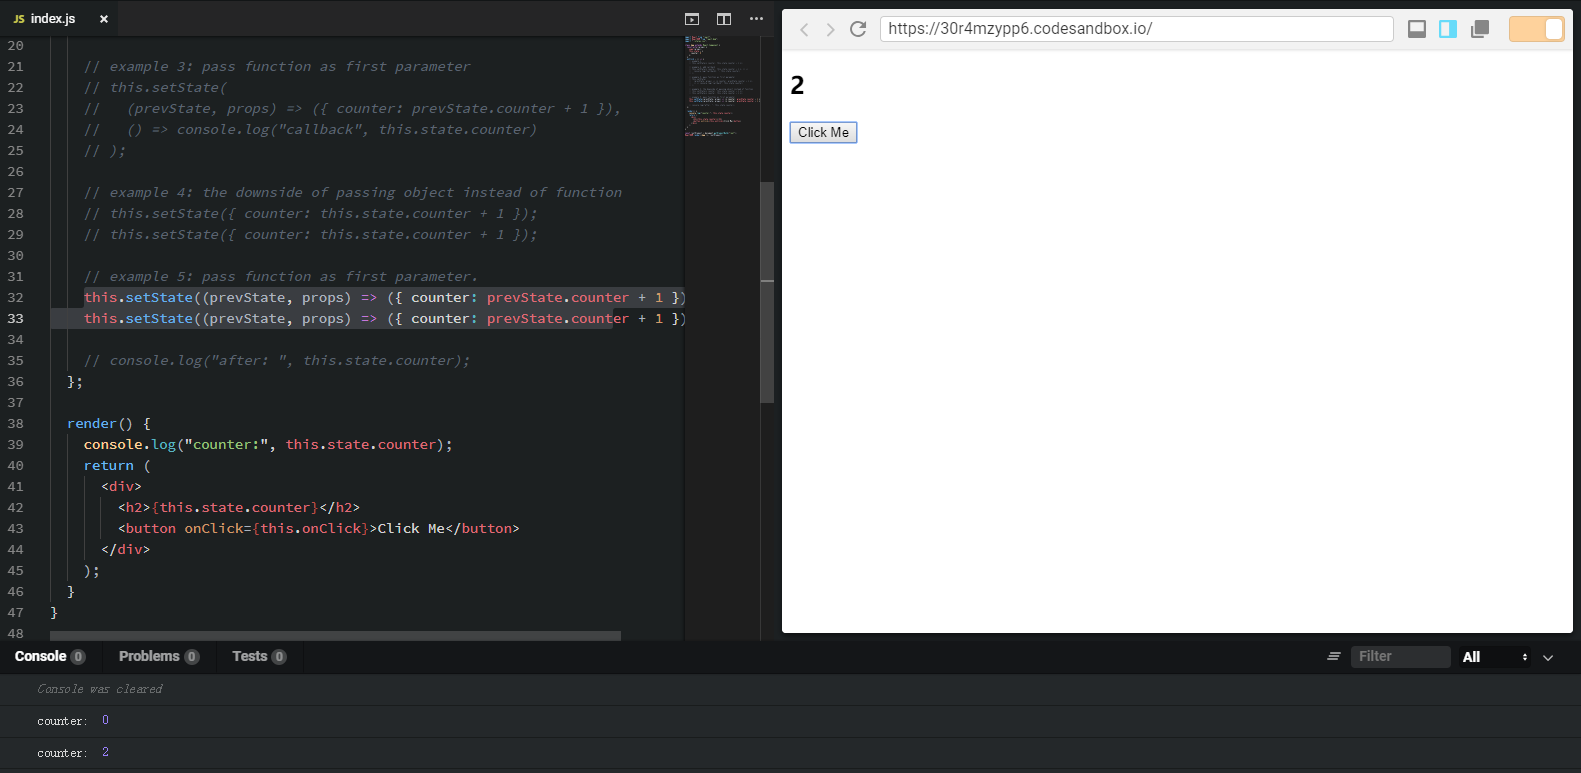 JS index.js ×
20
21 // example 3: pass function as first parameter
22 // this.setState(
23 //   (prevState, props) => ({ counter: prevState.counter + 1 }),
24 //   () => console.log("callback", this.state.counter)
25 // );
26
27 // example 4: the downside of passing object instead of function
28 // this.setState({ counter: this.state.counter + 1 });
29 // this.setState({ counter: this.state.counter + 1 });
30
31 // example 5: pass function as first parameter.
32 this.setState((prevState, props) => ({ counter: prevState.counter + 1 })
33 this.setState((prevState, props) => ({ counter: prevState.counter + 1 })
34
35 // console.log("after: ", this.state.counter);
36 };
37
38 render() {
39 console.log("counter:", this.state.counter);
40 return (
41 <div>
42 <h2>{this.state.counter}</h2>
43 <button onClick={this.onClick}>Click Me</button>
44 </div>
45 );
46 }
47 }
48
https://30r4mzypp6.codesandbox.io/
2
Click Me
Console 0 Problems 0 Tests 0 Filter All
Console was cleared
counter: 0
counter: 2